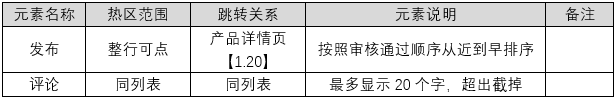 元素名称 热区范围 跳转关系 元素说明 备注
发布 整行可点 产品详情页 按照审核通过顺序从近到早排序
【1.20】
评论 同列表 同列表 最多显示20个字，超出截掉